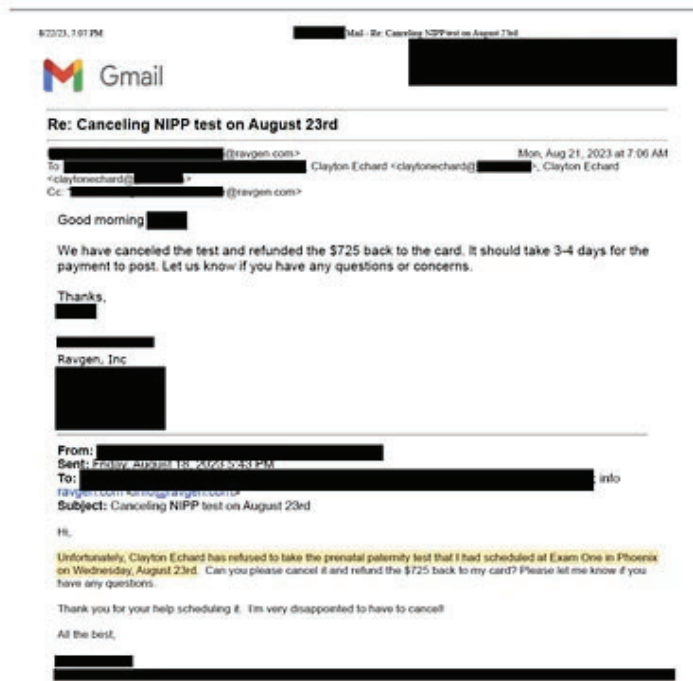 8/22/23, 7:07 PM Mail - Re: Canceling NIPP test on August 23rd
Gmail
Re: Canceling NIPP test on August 23rd
@ravgen.com> Mon, Aug 21, 2023 at 7:06 AM
To: Clayton Echard <claytonechard@ >, Clayton Echard
<claytonechard@ >
Cc: " @ravgen.com>
Good morning
We have canceled the test and refunded the $725 back to the card. It should take 3-4 days for the
payment to post. Let us know if you have any questions or concerns.
Thanks,
Ravgen, Inc
From:
Sent: Friday, August 18, 2023 5:43 PM
To: ; info
ravgen.com <info@ravgen.com>
Subject: Canceling NIPP test on August 23rd
Hi,
Unfortunately, Clayton Echard has refused to take the prenatal paternity test that I had scheduled at Exam One in Phoenix
on Wednesday, August 23rd. Can you please cancel it and refund the $725 back to my card? Please let me know if you
have any questions.
Thank you for your help scheduling it. I'm very disappointed to have to cancel!
All the best,